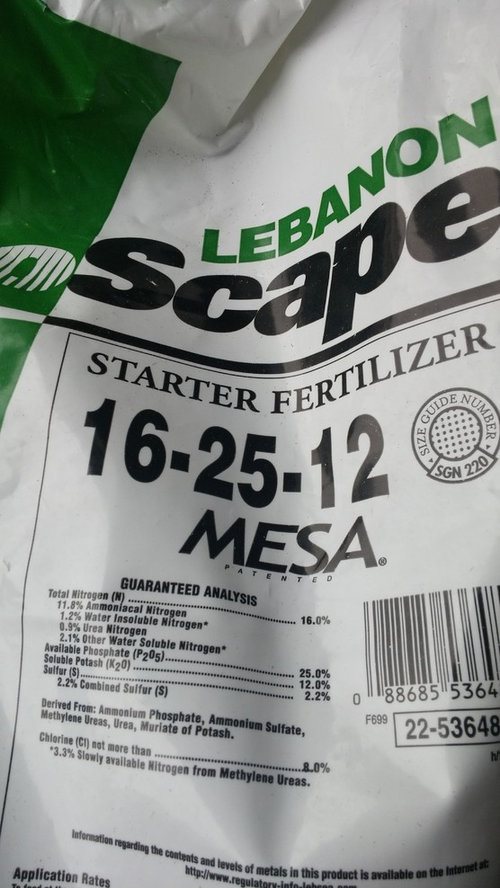 LEBANON
Scape
STARTER FERTILIZER
16-25-12
SIZE GUIDE NUMBER
SGN 220
MESA®
PATENTED
GUARANTEED ANALYSIS
Total Nitrogen (N) ........ 16.0%
11.8% Ammoniacal Nitrogen
1.2% Water Insoluble Nitrogen*
0.9% Urea Nitrogen
2.1% Other Water Soluble Nitrogen*
Available Phosphate (P2O5) ........ 25.0%
Soluble Potash (K2O) ........ 12.0%
Sulfur (S) ........ 2.2%
2.2% Combined Sulfur (S)
Derived From: Ammonium Phosphate, Ammonium Sulfate,
Methylene Ureas, Urea, Muriate of Potash.
Chlorine (Cl) not more than ........ 8.0%
*3.3% Slowly available Nitrogen from Methylene Ureas.
0 88685 5364
F699
22-53648
Information regarding the contents and levels of metals in this product is available on the Internet at:
http://www.regulatory-info-lebsea.com
Application Rates